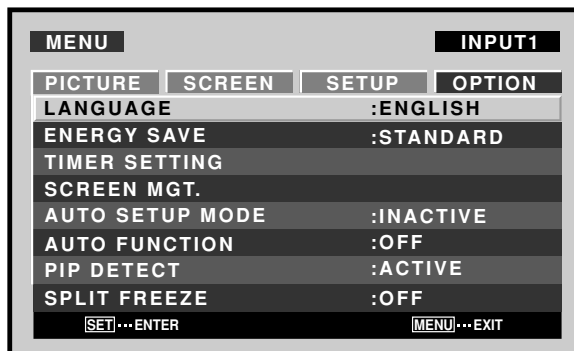 MENU INPUT1
PICTURE SCREEN SETUP OPTION
LANGUAGE :ENGLISH
ENERGY SAVE :STANDARD
TIMER SETTING
SCREEN MGT.
AUTO SETUP MODE :INACTIVE
AUTO FUNCTION :OFF
PIP DETECT :ACTIVE
SPLIT FREEZE :OFF
SET···ENTER MENU···EXIT